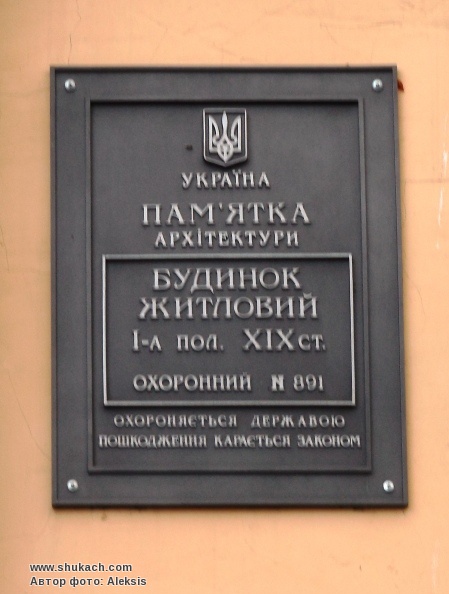 УКРАЇНА
ПАМ'ЯТКА
АРХІТЕКТУРИ
БУДИНОК
ЖИТЛОВИЙ
І-а пол. XIX ст.
ОХОРОННИЙ N 891
ОХОРОНЯЄТЬСЯ ДЕРЖАВОЮ
ПОШКОДЖЕННЯ КАРАЄТЬСЯ ЗАКОНОМ
www.shukach.com
Автор фото: Aleksis